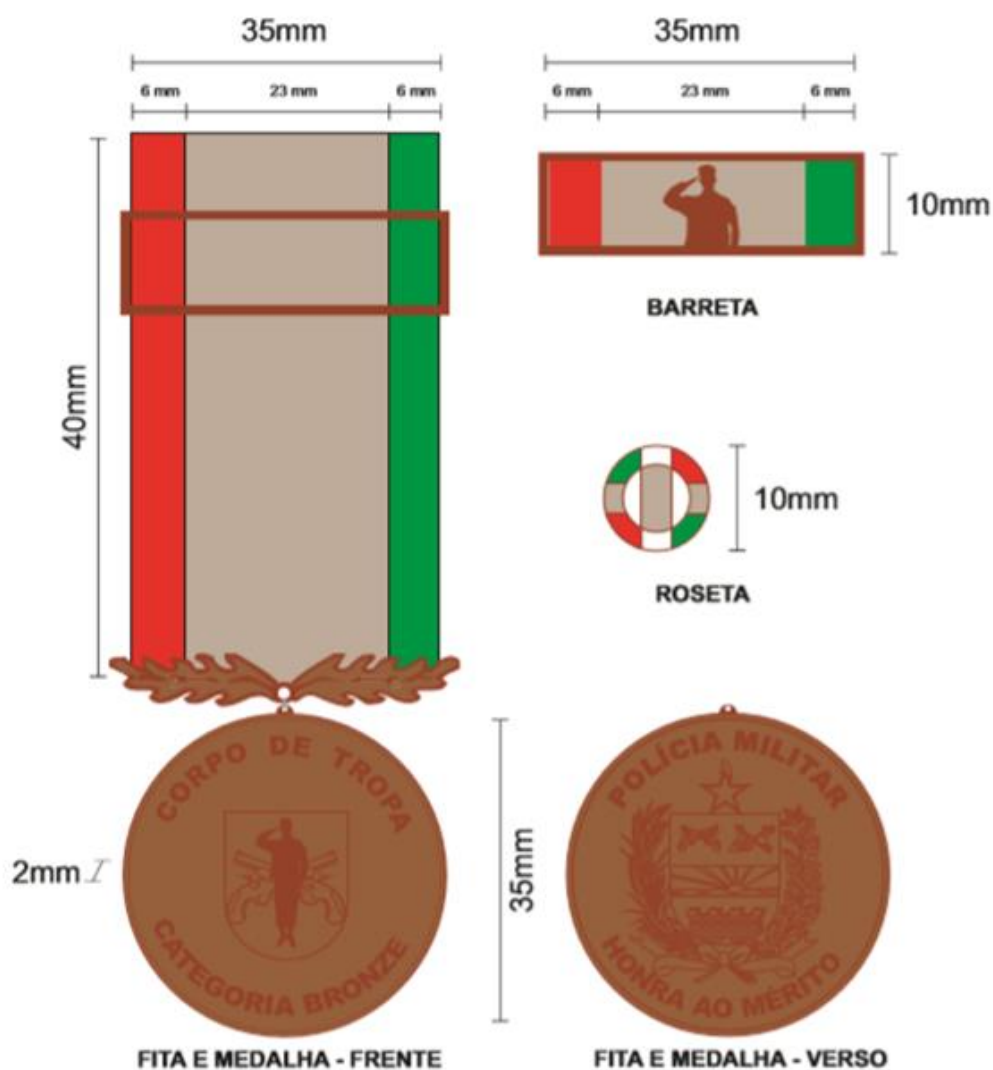 35mm
35mm
6 mm
23 mm
6 mm
6 mm
23 mm
6 mm
10mm
BARRETA
40mm
10mm
ROSETA
CORPO DE TROPA
CATEGORIA BRONZE
2mm
35mm
POLÍCIA MILITAR
HONRA AO MÉRITO
FITA E MEDALHA - FRENTE
FITA E MEDALHA - VERSO